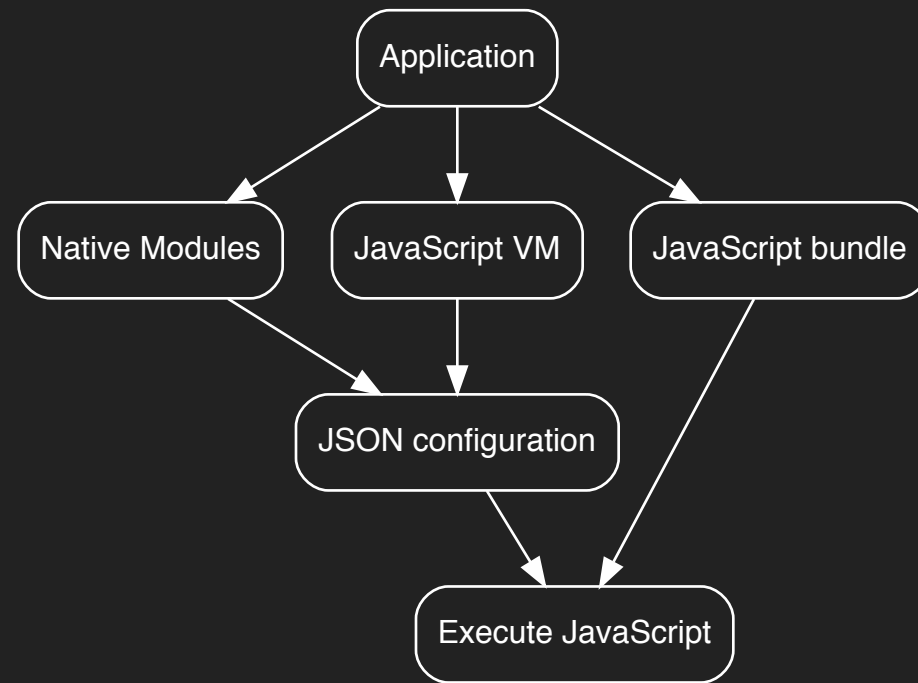 Application
Native Modules
JavaScript VM
JavaScript bundle
JSON configuration
Execute JavaScript